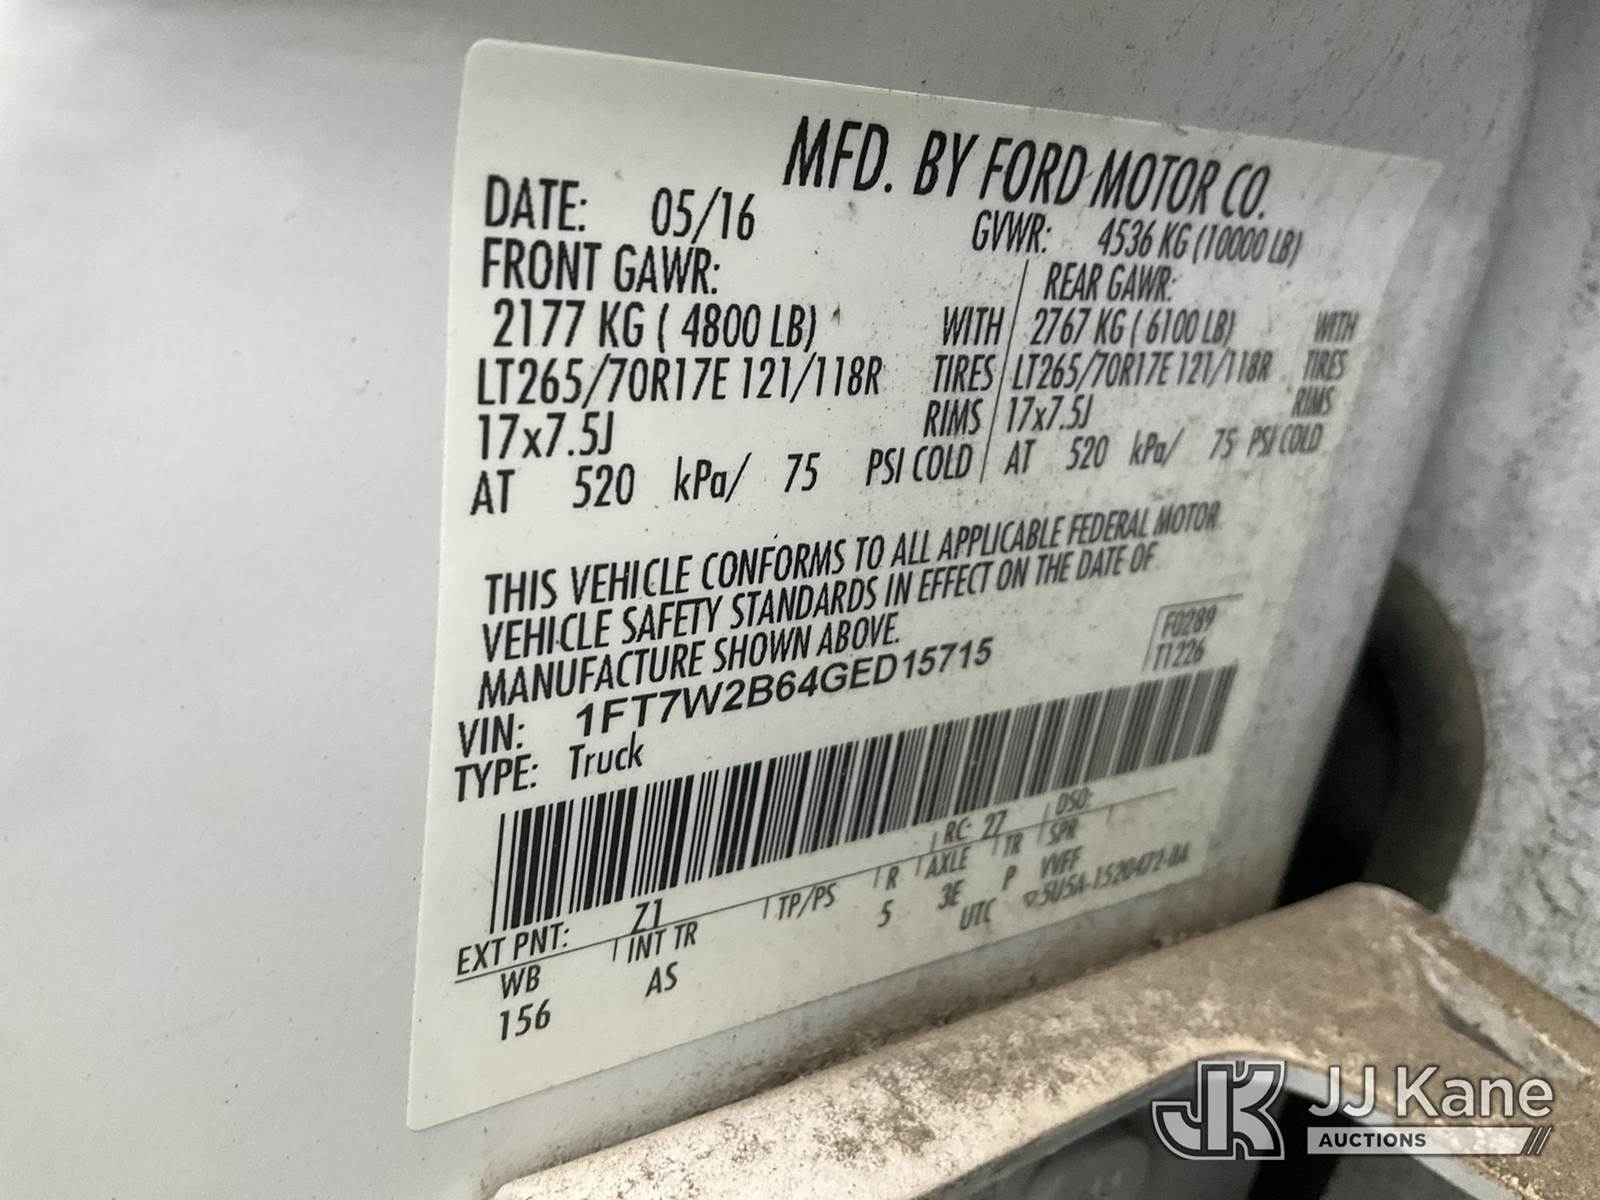 MFD. BY FORD MOTOR CO.
DATE: 05/16 GVWR: 4536 KG (10000 LB)
FRONT GAWR: REAR GAWR:
2177 KG ( 4800 LB) WITH 2767 KG ( 6100 LB) WITH
LT265/70R17E 121/118R TIRES LT265/70R17E 121/118R TIRES
17x7.5J RIMS 17x7.5J RIMS
AT 520 kPa/ 75 PSI COLD AT 520 kPa/ 75 PSI COLD
THIS VEHICLE CONFORMS TO ALL APPLICABLE FEDERAL MOTOR
VEHICLE SAFETY STANDARDS IN EFFECT ON THE DATE OF
MANUFACTURE SHOWN ABOVE.
F0289
T1226
VIN: 1FT7W2B64GED15715
TYPE: Truck
EXT PNT: Z1 RC: 27 DSO:
WB INT TR TP/PS R AXLE TR SPR
156 AS 5 3E P VVFF
UTC ▽5U5A-1520472-BA
JK JJ Kane
AUCTIONS